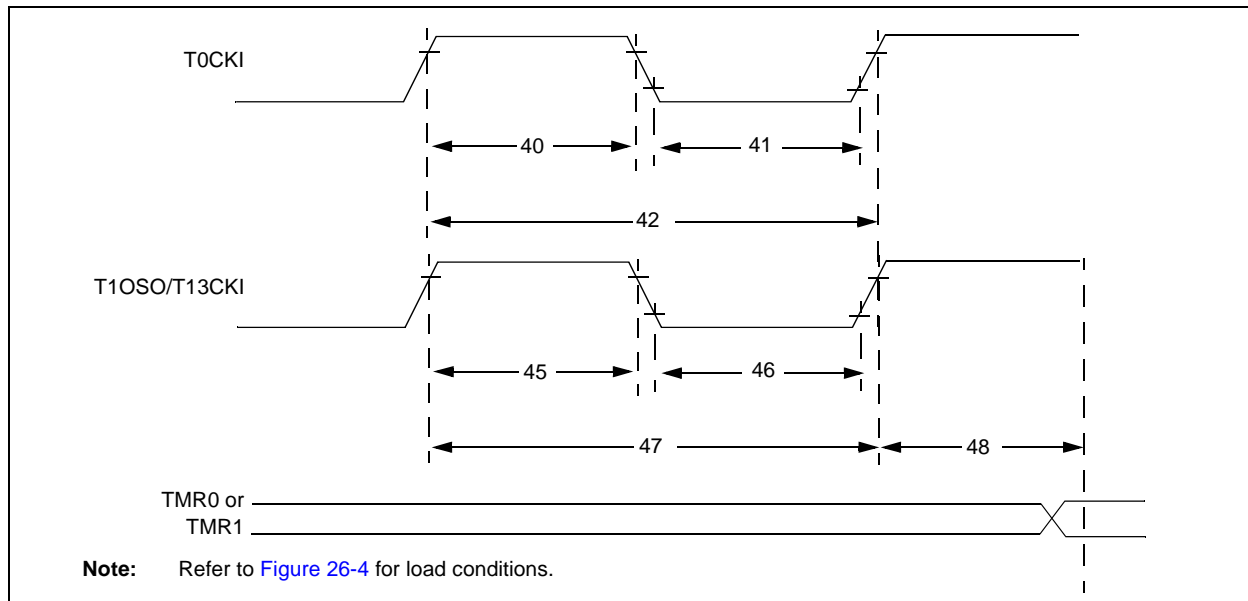 T0CKI
40
41
42
T1OSO/T13CKI
45
46
47
48
TMR0 or
TMR1
Note: Refer to Figure 26-4 for load conditions.